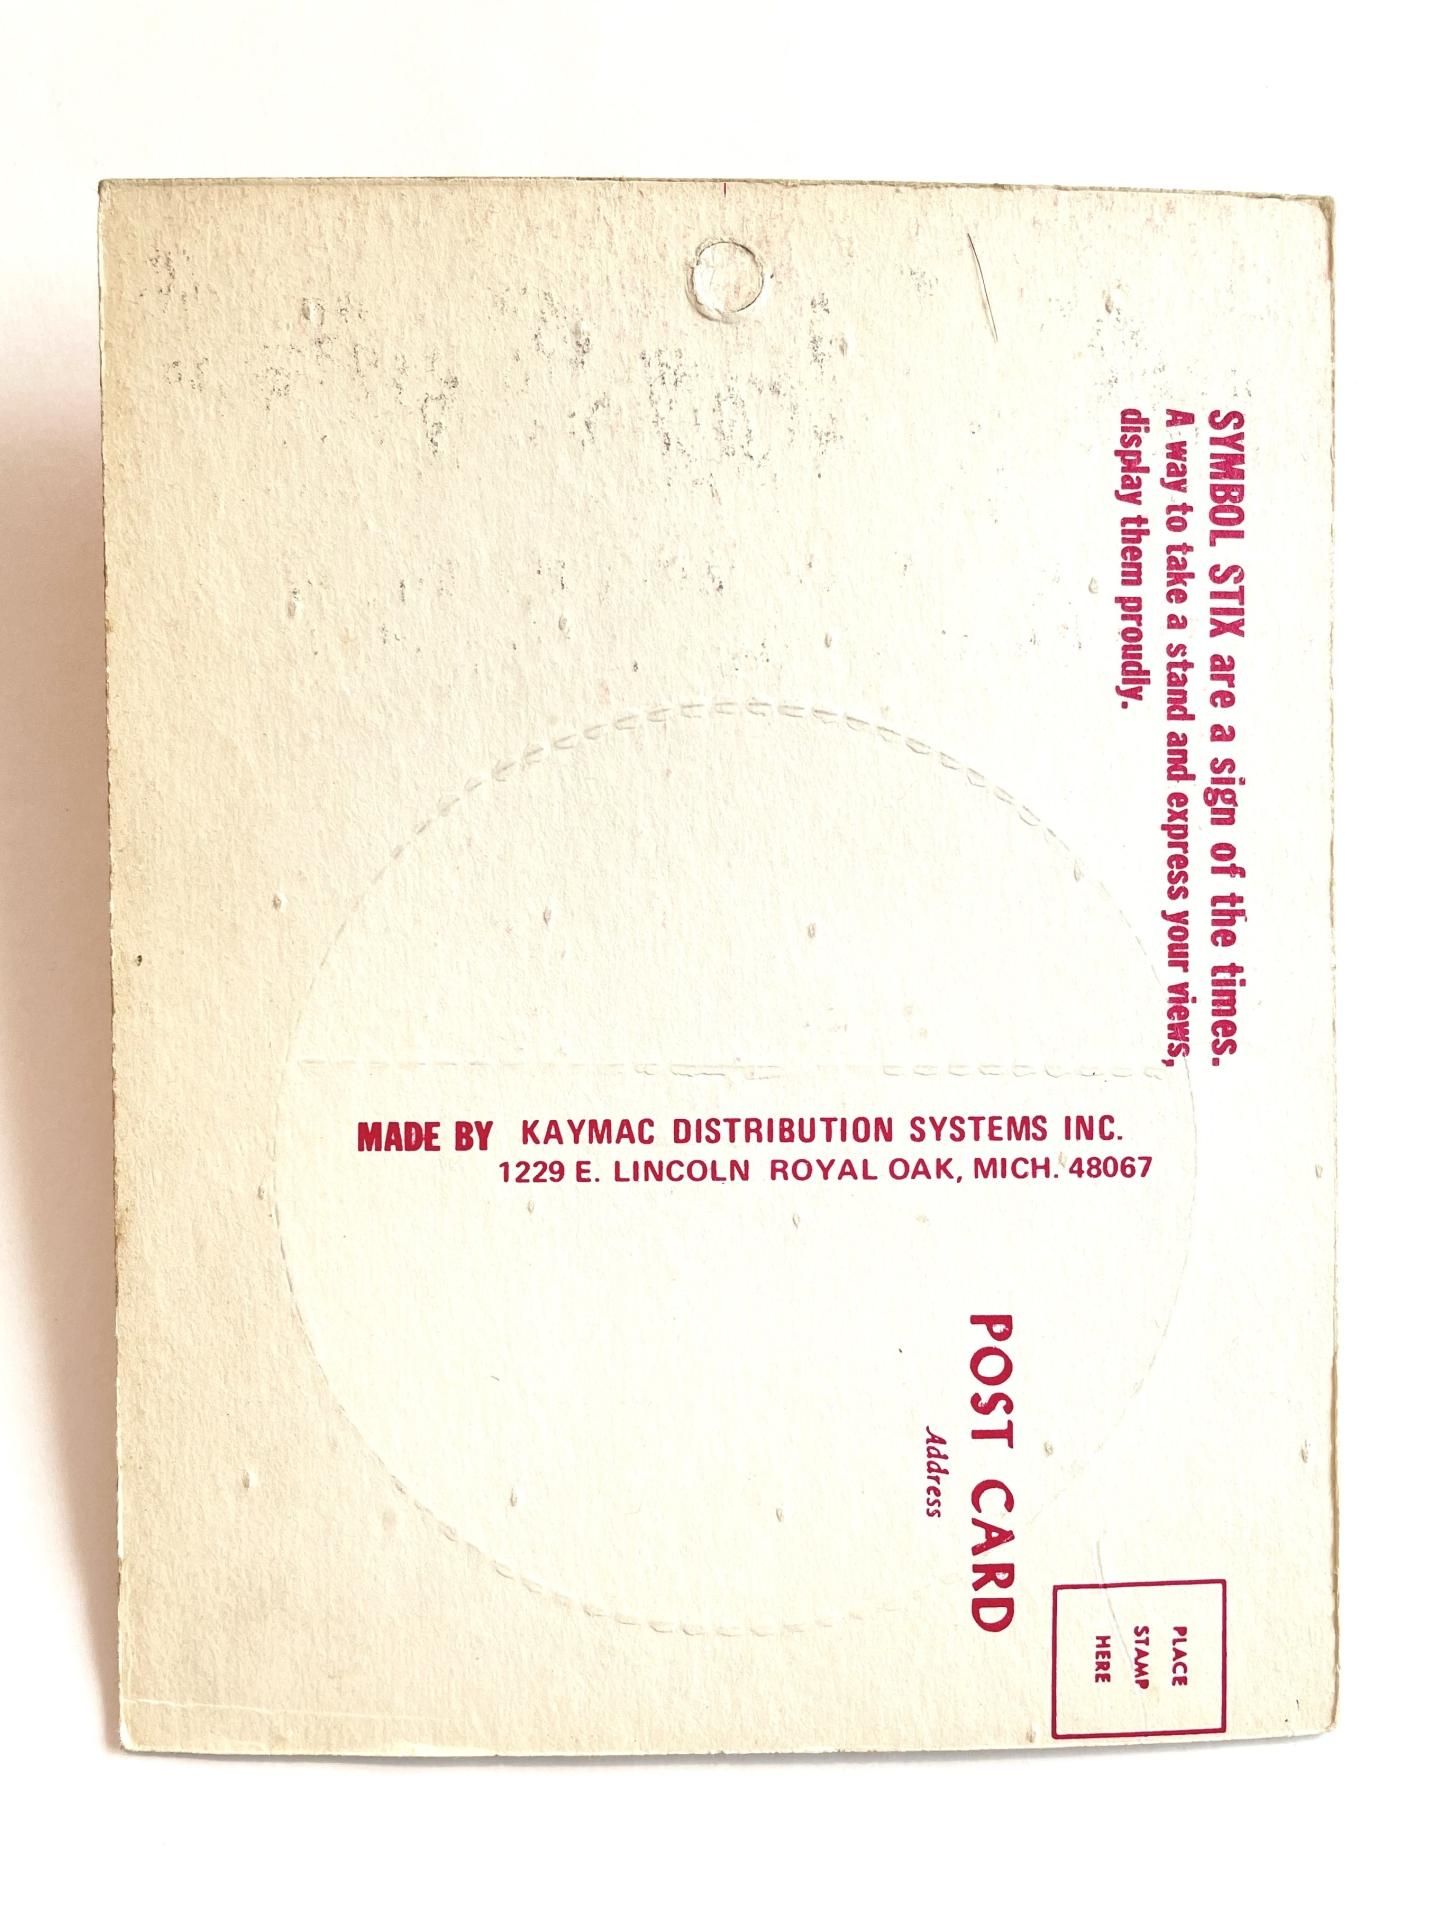 SYMBOL STIX are a sign of the times.
A way to take a stand and express your views,
display them proudly.
MADE BY KAYMAC DISTRIBUTION SYSTEMS INC.
1229 E. LINCOLN ROYAL OAK, MICH. 48067
POST CARD
Address
PLACE
STAMP
HERE